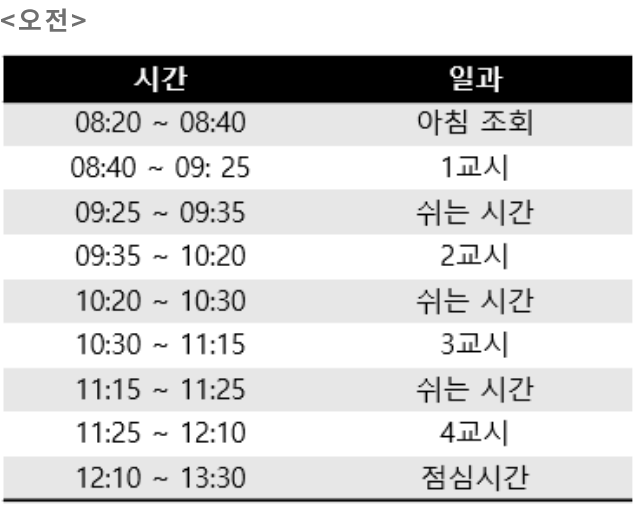 <오전>
시간 일과
08:20 ~ 08:40 아침 조회
08:40 ~ 09: 25 1교시
09:25 ~ 09:35 쉬는 시간
09:35 ~ 10:20 2교시
10:20 ~ 10:30 쉬는 시간
10:30 ~ 11:15 3교시
11:15 ~ 11:25 쉬는 시간
11:25 ~ 12:10 4교시
12:10 ~ 13:30 점심시간